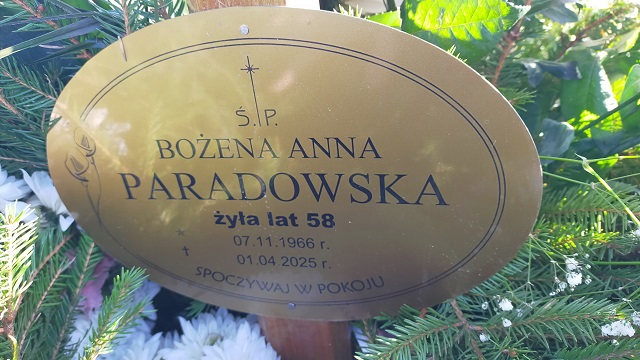 Ś.P.
BOŻENA ANNA
PARADOWSKA
żyła lat 58
07.11.1966 r.
01.04 2025 r.
SPOCZYWAJ W POKOJU